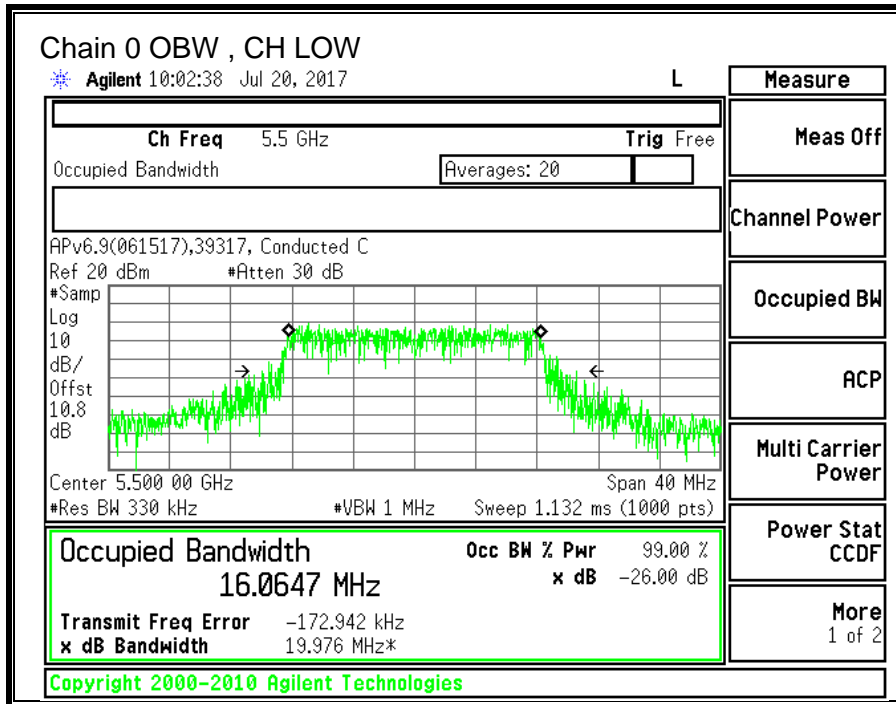 Chain 0 OBW , CH LOW
Agilent 10:02:38 Jul 20, 2017 L
Ch Freq 5.5 GHz Trig Free
Occupied Bandwidth Averages: 20
APv6.9(061517),39317, Conducted C
Ref 20 dBm #Atten 30 dB
#Samp
Log
10
dB/
Offst
10.8
dB
Center 5.500 00 GHz Span 40 MHz
#Res BW 330 kHz #VBW 1 MHz Sweep 1.132 ms (1000 pts)
Occupied Bandwidth Occ BW % Pwr 99.00 %
16.0647 MHz x dB -26.00 dB
Transmit Freq Error -172.942 kHz
x dB Bandwidth 19.976 MHz*
Measure
Meas Off
Channel Power
Occupied BW
ACP
Multi Carrier
Power
Power Stat
CCDF
More
1 of 2
Copyright 2000-2010 Agilent Technologies